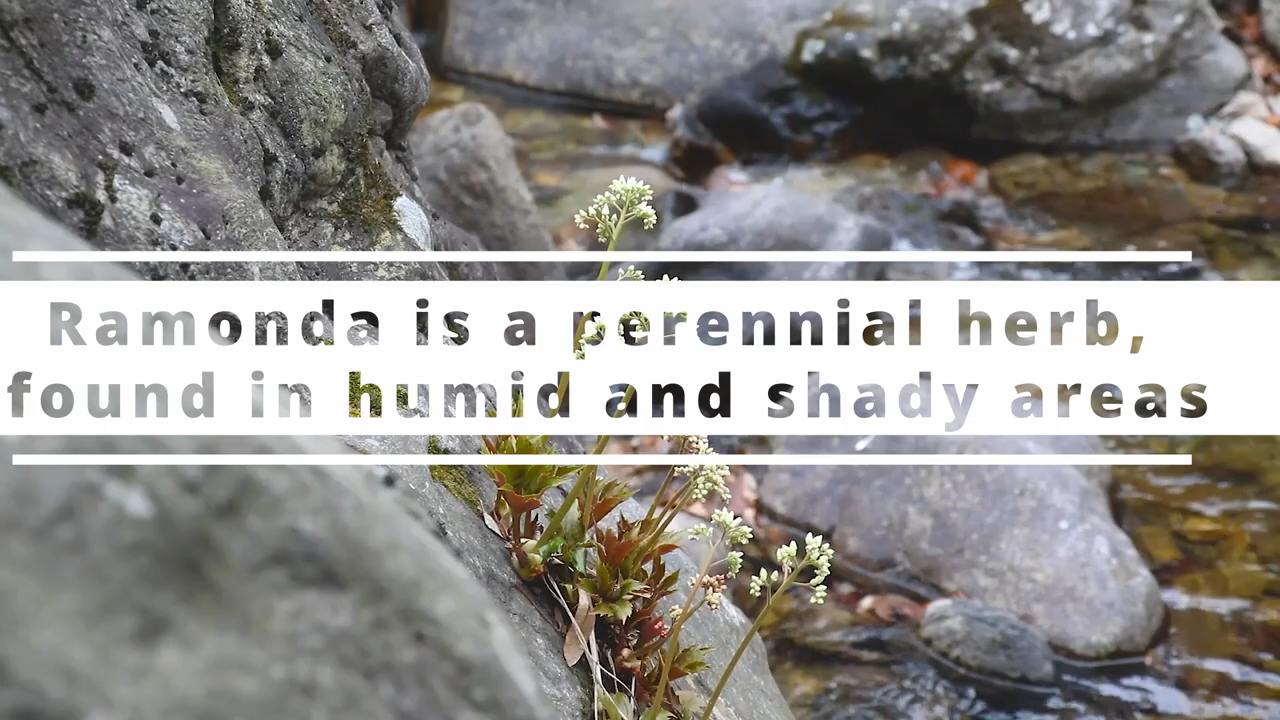 Ramonda is a perennial herb,
found in humid and shady areas